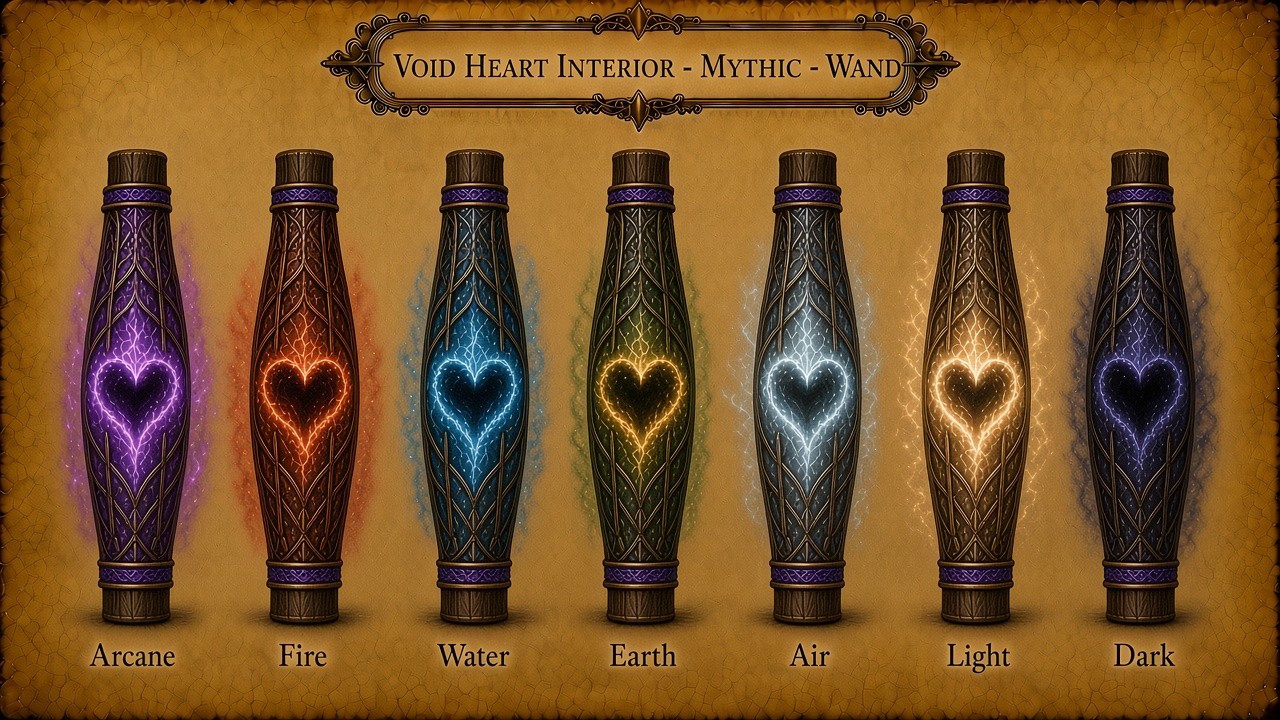 Void Heart Interior - Mythic - Wand
Arcane
Fire
Water
Earth
Air
Light
Dark